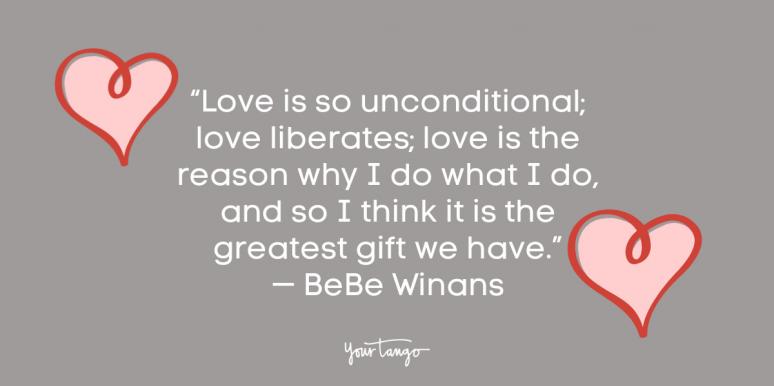 “Love is so unconditional;
love liberates; love is the
reason why I do what I do,
and so I think it is the
greatest gift we have.”
— BeBe Winans
Yourtango